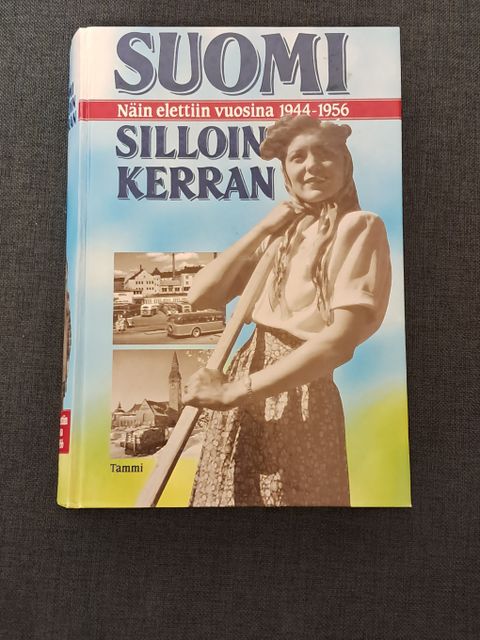 SUOMI
Näin elettiin vuosina 1944-1956
SILLOIN
KERRAN
Tammi